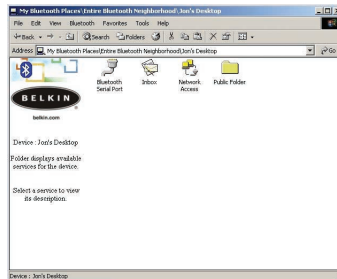 My Bluetooth Places\Entire Bluetooth Neighborhood\Jon's Desktop
File Edit View Bluetooth Favorites Tools Help
Back Search Folders
Address My Bluetooth Places\Entire Bluetooth Neighborhood\Jon's Desktop Go
Bluetooth Serial Port
Inbox
Network Access
Public Folder
BELKIN
belkin.com
Device : Jon's Desktop
Folder displays available
services for the device.
Select a service to view
its description.
Device : Jon's Desktop